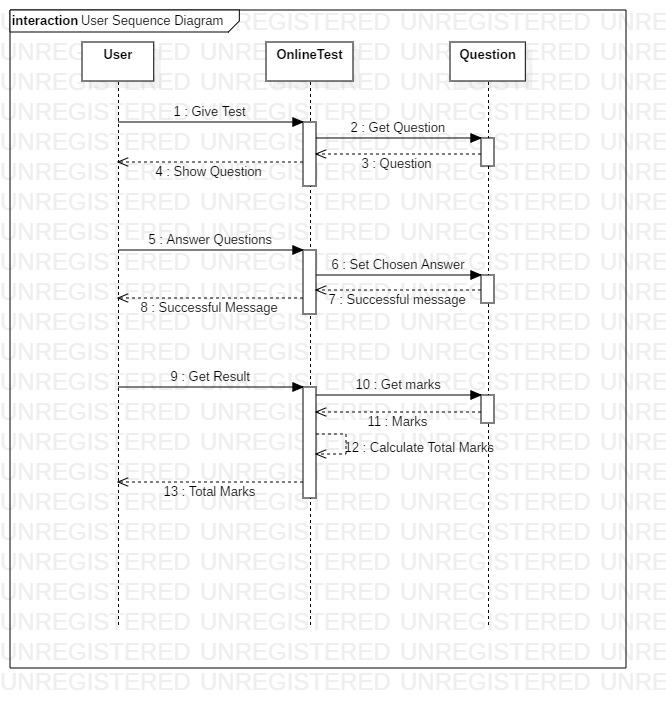 interaction User Sequence Diagram
User
OnlineTest
Question
1 : Give Test
2 : Get Question
3 : Question
4 : Show Question
5 : Answer Questions
6 : Set Chosen Answer
7 : Successful message
8 : Successful Message
9 : Get Result
10 : Get marks
11 : Marks
12 : Calculate Total Marks
13 : Total Marks
UNREGISTERED UNREGISTERED UNREGISTERED